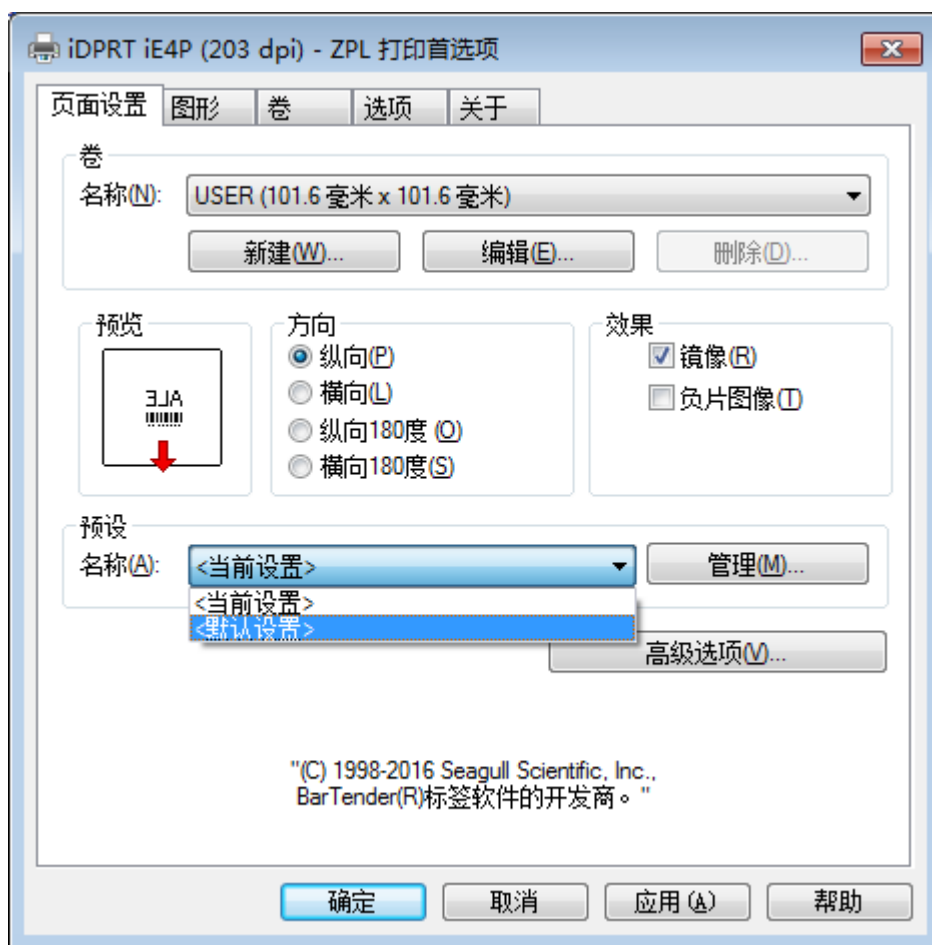 iDPRT iE4P (203 dpi) - ZPL 打印首选项
页面设置 图形 卷 选项 关于
卷
名称(N): USER (101.6 毫米 x 101.6 毫米)
新建(W)... 编辑(E)... 删除(D)...
预览 方向 效果
纵向(P) 镜像(R)
横向(L) 负片图像(T)
纵向180度 (O)
横向180度(S)
ALE
预设
名称(A): <当前设置> 管理(M)...
<当前设置>
<默认设置>
高级选项(V)...
"(C) 1998-2016 Seagull Scientific, Inc.,
BarTender(R)标签软件的开发商。"
确定 取消 应用 (A) 帮助